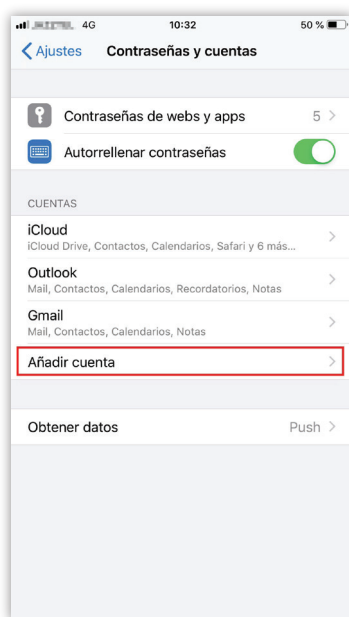 4G 10:32 50 %
Ajustes Contraseñas y cuentas
Contraseñas de webs y apps 5
Autorrellenar contraseñas
CUENTAS
iCloud
iCloud Drive, Contactos, Calendarios, Safari y 6 más...
Outlook
Mail, Contactos, Calendarios, Recordatorios, Notas
Gmail
Mail, Contactos, Calendarios, Notas
Añadir cuenta
Obtener datos Push